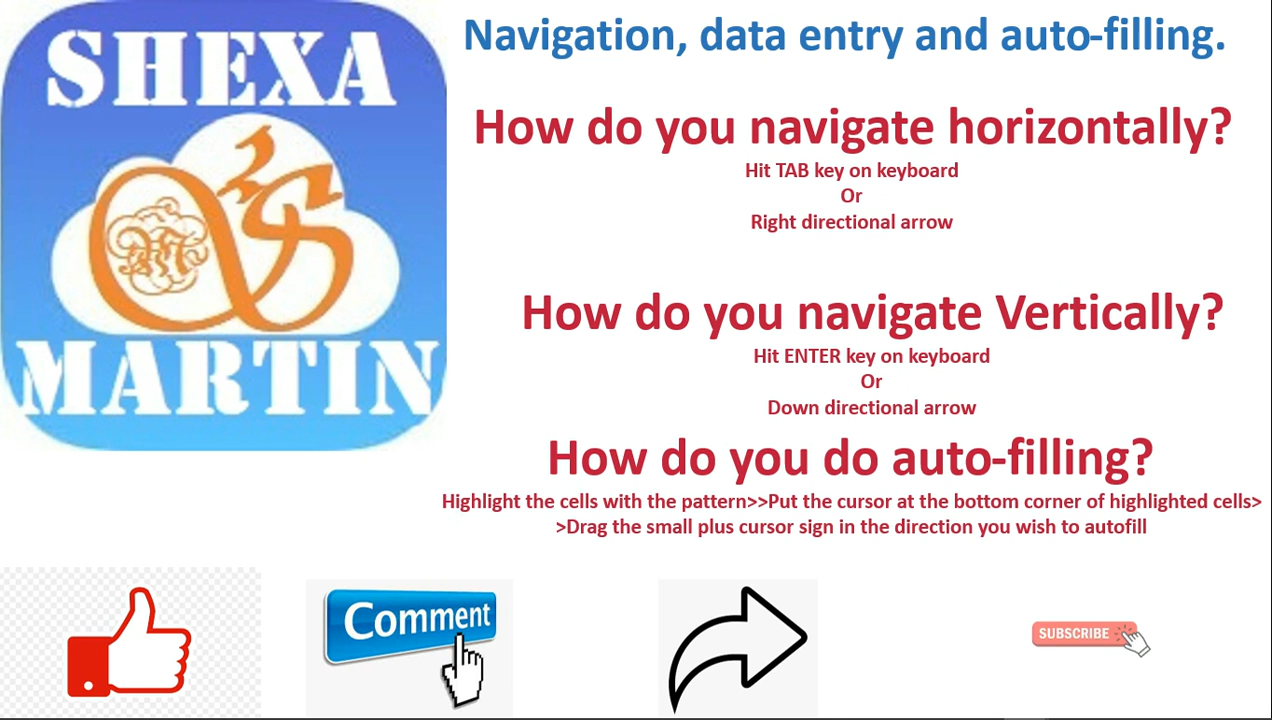 SHEXA
MARTIN
Navigation, data entry and auto-filling.
How do you navigate horizontally?
Hit TAB key on keyboard
Or
Right directional arrow
How do you navigate Vertically?
Hit ENTER key on keyboard
Or
Down directional arrow
How do you do auto-filling?
Highlight the cells with the pattern>>Put the cursor at the bottom corner of highlighted cells>
>Drag the small plus cursor sign in the direction you wish to autofill
Comment
SUBSCRIBE